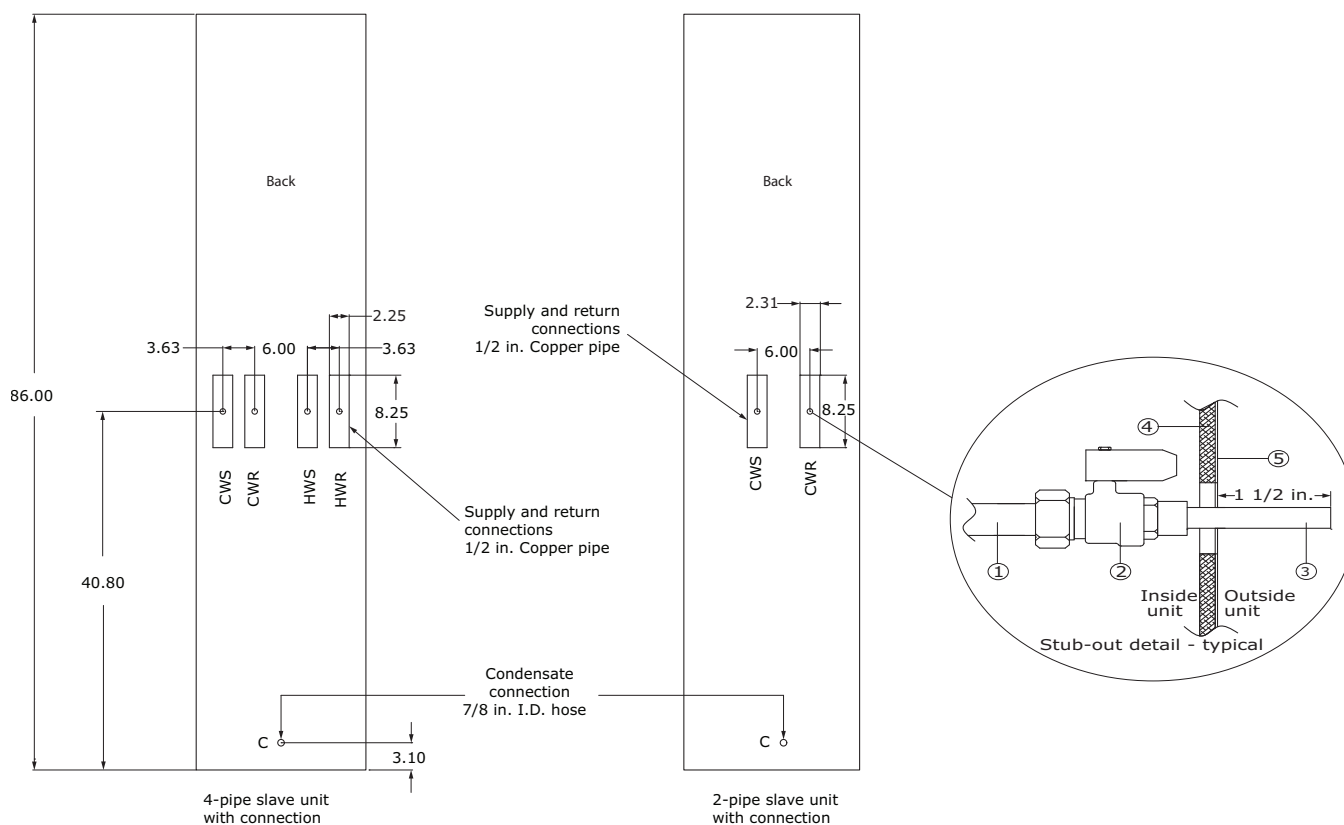 86.00
Back
2.25
3.63
6.00
3.63
8.25
CWS
CWR
HWS
HWR
40.80
Supply and return
connections
1/2 in. Copper pipe
C
3.10
4-pipe slave unit
with connection
Condensate
connection
7/8 in. I.D. hose
Back
Supply and return
connections
1/2 in. Copper pipe
2.31
6.00
8.25
CWS
CWR
C
2-pipe slave unit
with connection
4
5
1 1/2 in.
1
2
3
Inside
unit
Outside
unit
Stub-out detail - typical